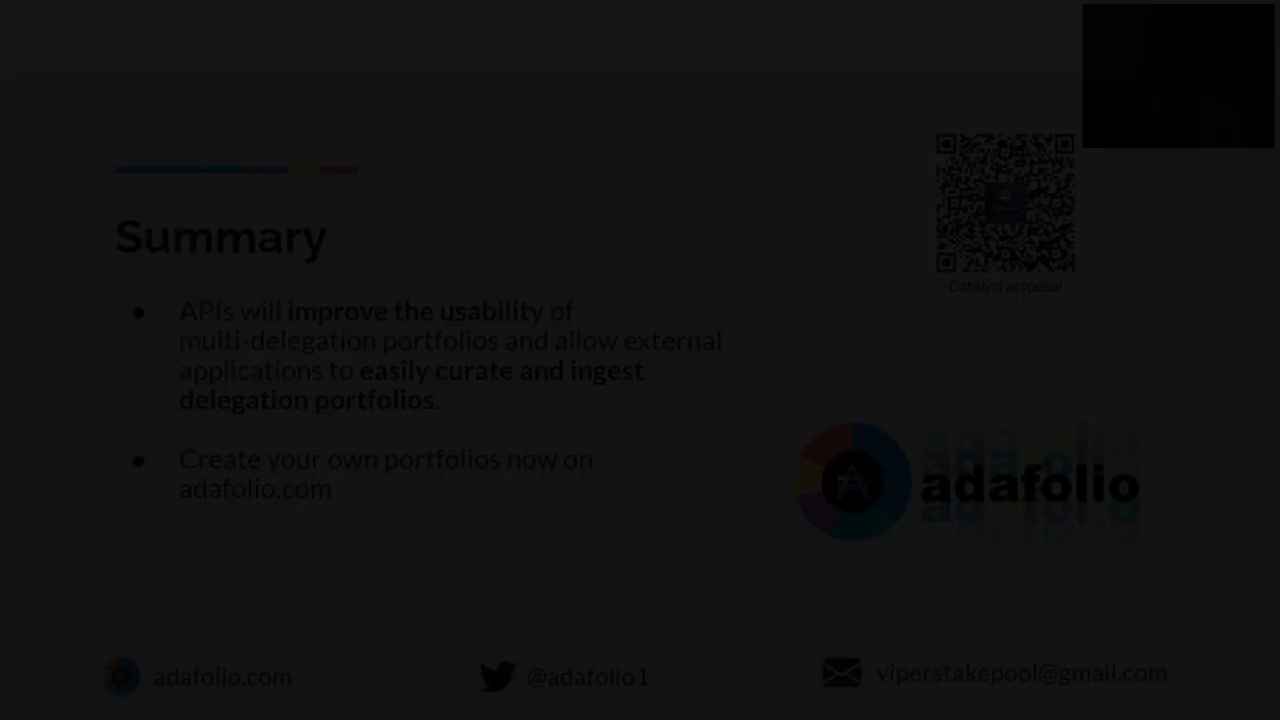 Catalyst proposal
Summary
● APIs will improve the usability of
multi-delegation portfolios and allow external
applications to easily curate and ingest
delegation portfolios.
● Create your own portfolios now on
adafolio.com
adafolio
adafolio.com
@adafolio1
viperstakepool@gmail.com